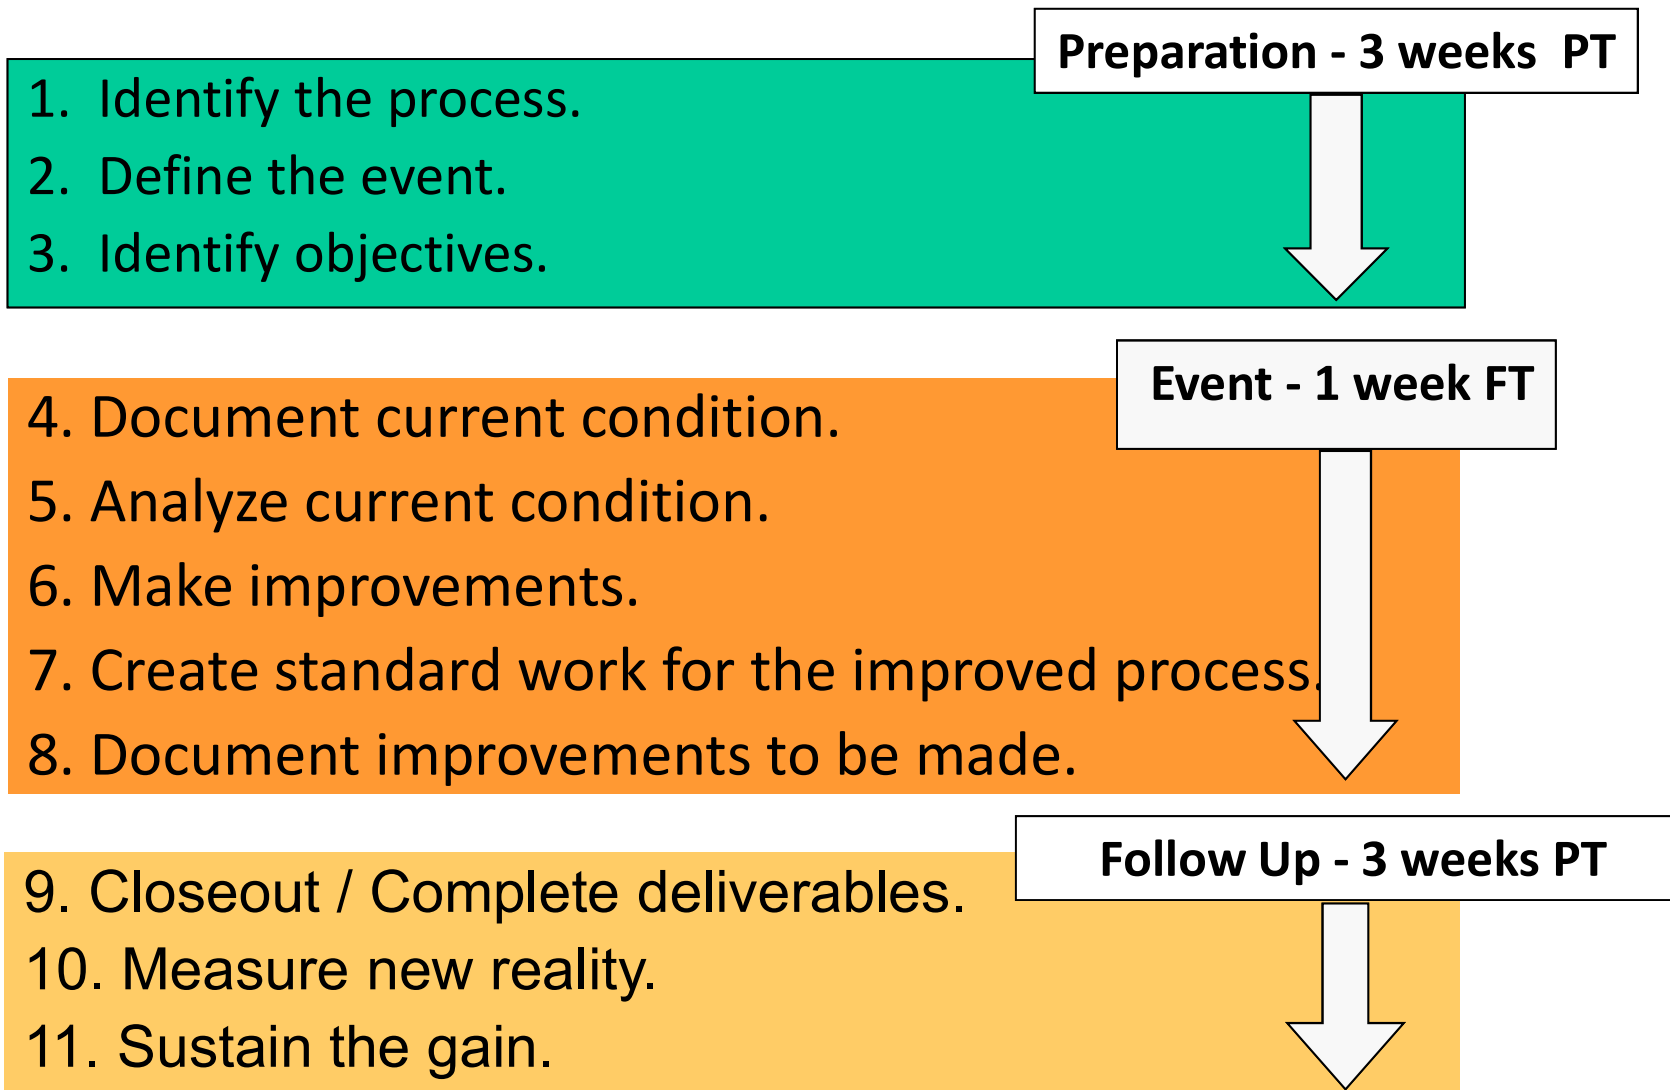 Preparation - 3 weeks  PT
1.  Identify the process.
2.  Define the event.
3.  Identify objectives.
Event - 1 week FT
4. Document current condition.
5. Analyze current condition.
6. Make improvements.
7. Create standard work for the improved process.
8. Document improvements to be made.
Follow Up - 3 weeks PT
9. Closeout / Complete deliverables.
10. Measure new reality.
11. Sustain the gain.